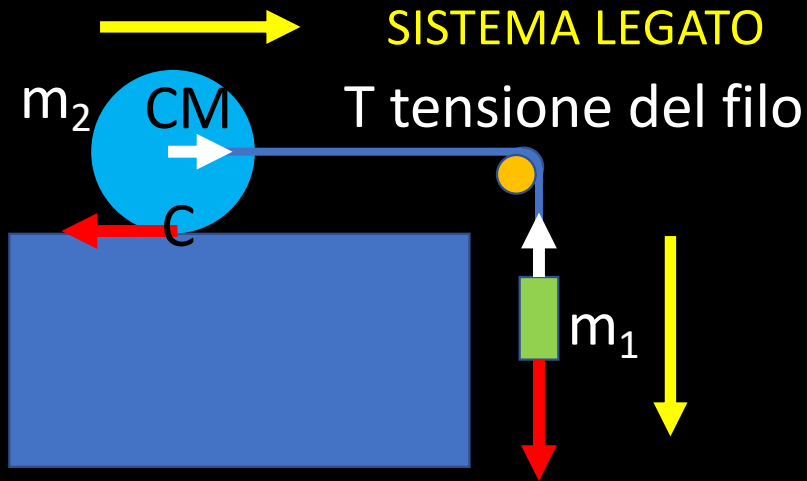 SISTEMA LEGATO
m₂
CM
T tensione del filo
C
m₁